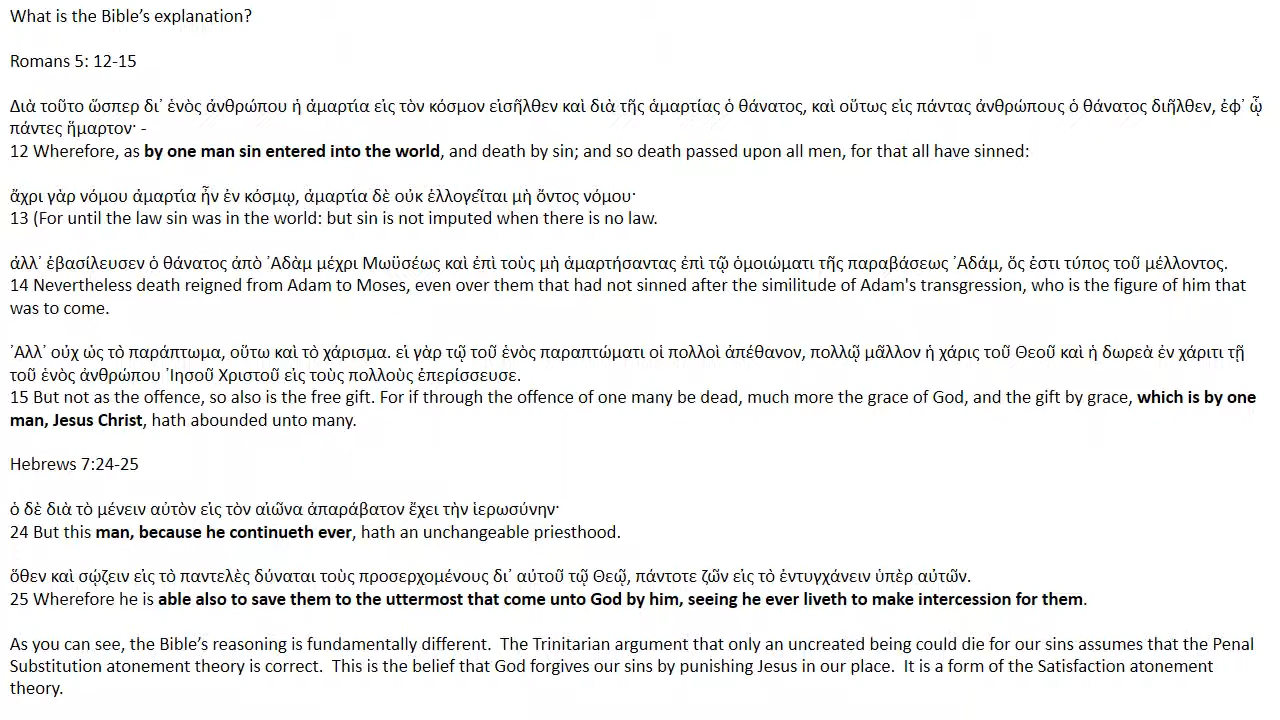 What is the Bible’s explanation?
Romans 5: 12-15
Διὰ τοῦτο ὥσπερ δι᾿ ἑνὸς ἀνθρώπου ἡ ἁμαρτία εἰς τὸν κόσμον εἰσῆλθεν καὶ διὰ τῆς ἁμαρτίας ὁ θάνατος, καὶ οὕτως εἰς πάντας ἀνθρώπους ὁ θάνατος διῆλθεν, ἐφ᾿ ᾧ
πάντες ἥμαρτον· -
12 Wherefore, as by one man sin entered into the world, and death by sin; and so death passed upon all men, for that all have sinned:
ἄχρι γὰρ νόμου ἁμαρτία ἦν ἐν κόσμῳ, ἁμαρτία δὲ οὐκ ἐλλογεῖται μὴ ὄντος νόμου·
13 (For until the law sin was in the world: but sin is not imputed when there is no law.
ἀλλ᾿ ἐβασίλευσεν ὁ θάνατος ἀπὸ ᾿Αδὰμ μέχρι Μωϋσέως καὶ ἐπὶ τοὺς μὴ ἁμαρτήσαντας ἐπὶ τῷ ὁμοιώματι τῆς παραβάσεως ᾿Αδάμ, ὅς ἐστι τύπος τοῦ μέλλοντος.
14 Nevertheless death reigned from Adam to Moses, even over them that had not sinned after the similitude of Adam's transgression, who is the figure of him that
was to come.
᾿Αλλ᾿ οὐχ ὡς τὸ παράπτωμα, οὕτω καὶ τὸ χάρισμα. εἰ γὰρ τῷ τοῦ ἑνὸς παραπτώματι οἱ πολλοὶ ἀπέθανον, πολλῷ μᾶλλον ἡ χάρις τοῦ Θεοῦ καὶ ἡ δωρεὰ ἐν χάριτι τῇ
τοῦ ἑνὸς ἀνθρώπου ᾿Ιησοῦ Χριστοῦ εἰς τοὺς πολλοὺς ἐπερίσσευσε.
15 But not as the offence, so also is the free gift. For if through the offence of one many be dead, much more the grace of God, and the gift by grace, which is by one
man, Jesus Christ, hath abounded unto many.
Hebrews 7:24-25
ὁ δὲ διὰ τὸ μένειν αὐτὸν εἰς τὸν αἰῶνα ἀπαράβατον ἔχει τὴν ἱερωσύνην·
24 But this man, because he continueth ever, hath an unchangeable priesthood.
ὅθεν καὶ σῴζειν εἰς τὸ παντελὲς δύναται τοὺς προσερχομένους δι᾿ αὐτοῦ τῷ Θεῷ, πάντοτε ζῶν εἰς τὸ ἐντυγχάνειν ὑπὲρ αὐτῶν.
25 Wherefore he is able also to save them to the uttermost that come unto God by him, seeing he ever liveth to make intercession for them.
As you can see, the Bible’s reasoning is fundamentally different.  The Trinitarian argument that only an uncreated being could die for our sins assumes that the Penal
Substitution atonement theory is correct.  This is the belief that God forgives our sins by punishing Jesus in our place.  It is a form of the Satisfaction atonement
theory.